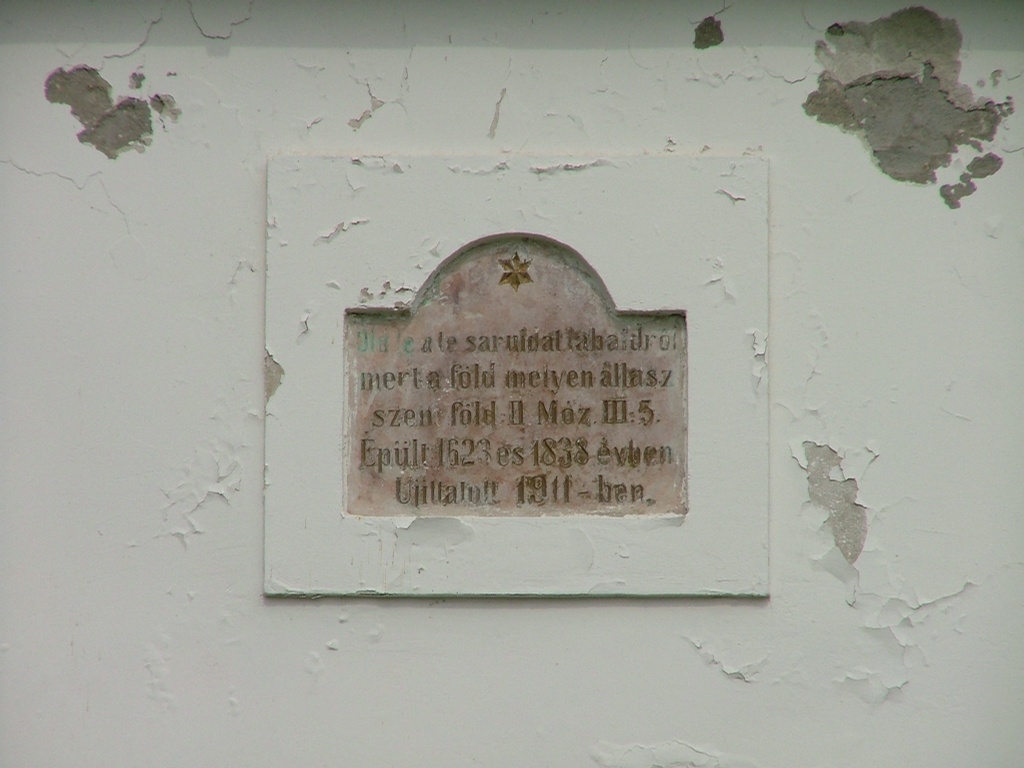 le a te saruidat lábaidról
mert a föld melyen állasz
szent föld: II Móz. III: 5.
Épült 1623 és 1838 évben
Ujittatott 1911-ben.